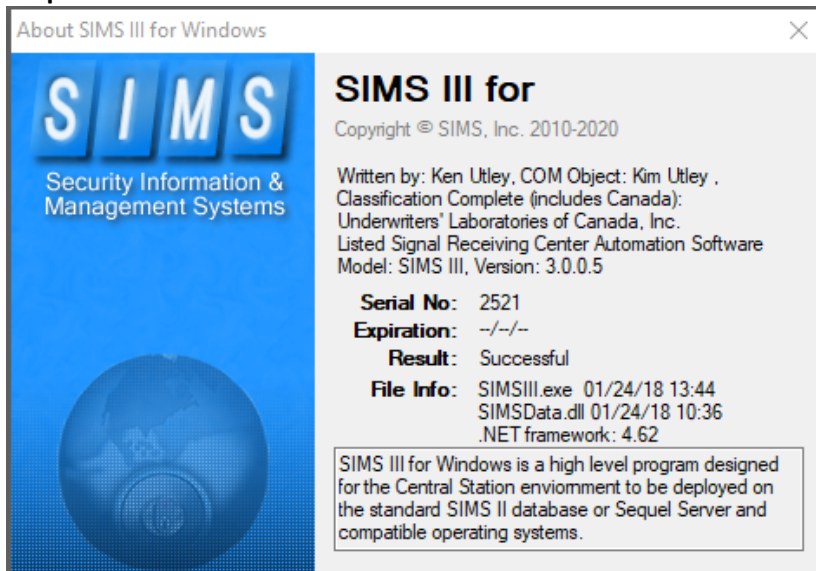 About SIMS III for Windows
SIMS
Security Information &
Management Systems
SIMS III for
Copyright © SIMS, Inc. 2010-2020
Written by: Ken Utley, COM Object: Kim Utley ,
Classification Complete (includes Canada):
Underwriters' Laboratories of Canada, Inc.
Listed Signal Receiving Center Automation Software
Model: SIMS III, Version: 3.0.0.5
Serial No: 2521
Expiration: --/--/--
Result: Successful
File Info: SIMSIII.exe 01/24/18 13:44
SIMSData.dll 01/24/18 10:36
.NET framework: 4.62
SIMS III for Windows is a high level program designed
for the Central Station enviornment to be deployed on
the standard SIMS II database or Sequel Server and
compatible operating systems.